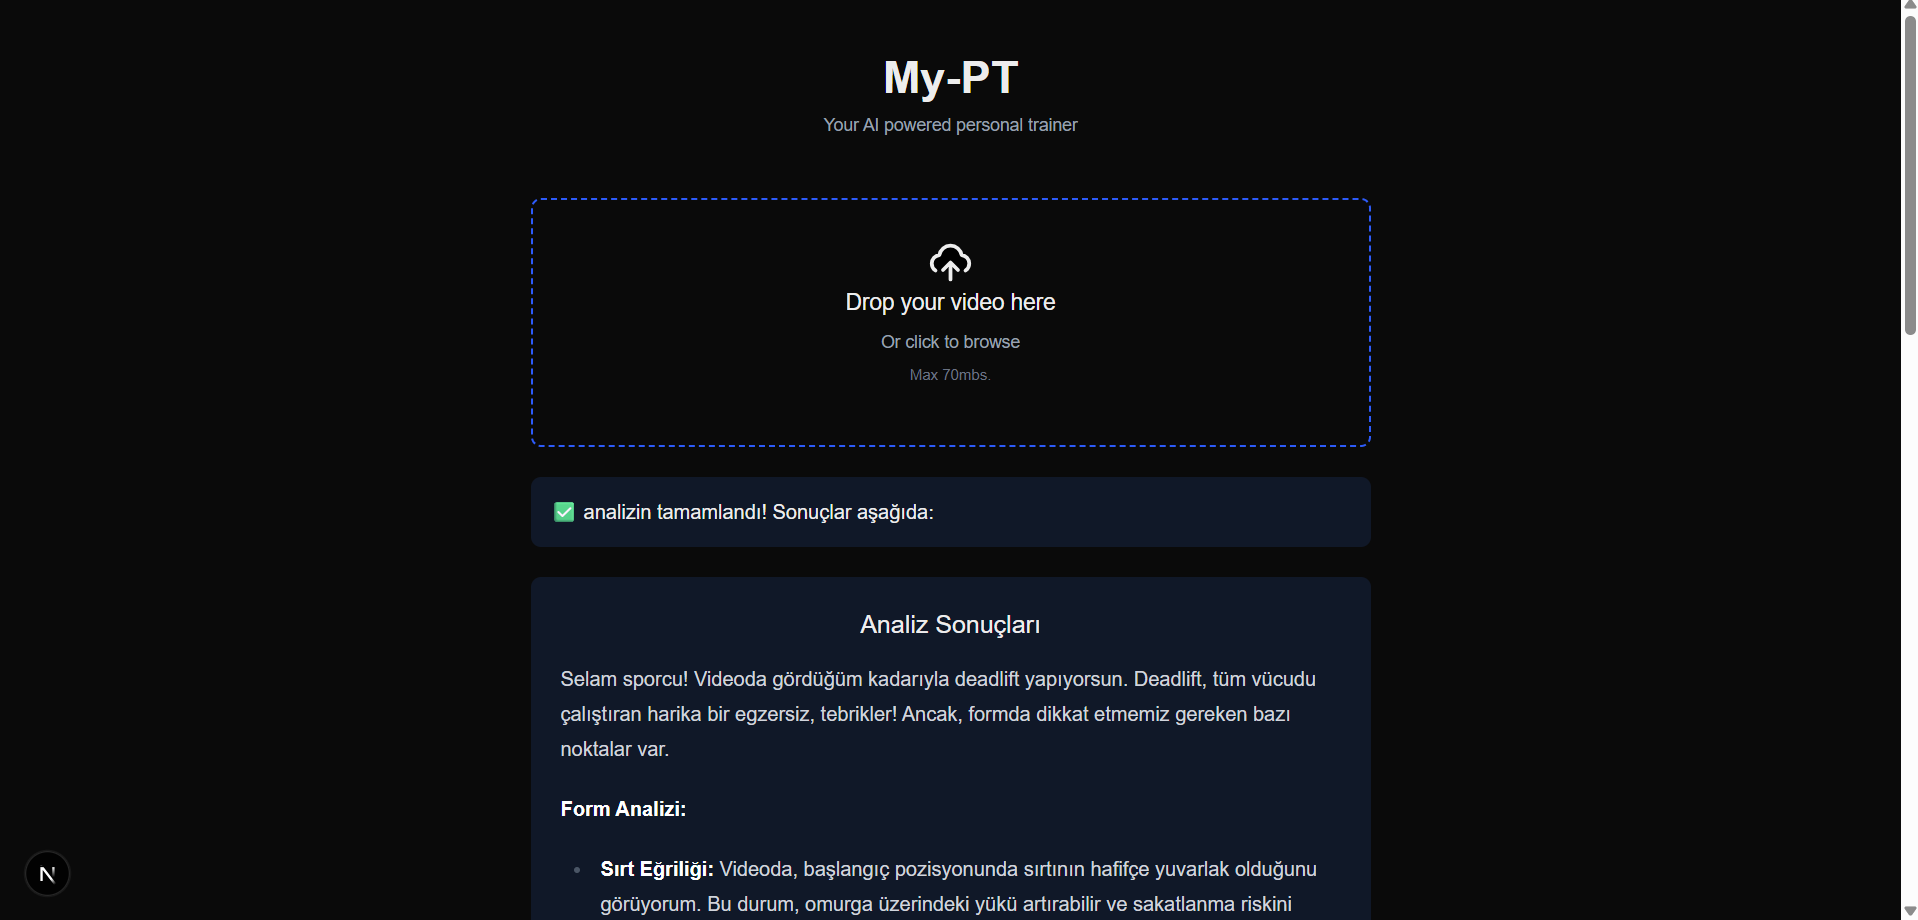 My-PT
Your AI powered personal trainer
Drop your video here
Or click to browse
Max 70mbs.
✅ analizin tamamlandı! Sonuçlar aşağıda:
Analiz Sonuçları
Selam sporcu! Videoda gördüğüm kadarıyla deadlift yapıyorsun. Deadlift, tüm vücudu
çalıştıran harika bir egzersiz, tebrikler! Ancak, formda dikkat etmemiz gereken bazı
noktalar var.
Form Analizi:
• Sırt Eğriliği: Videoda, başlangıç pozisyonunda sırtının hafifçe yuvarlak olduğunu
görüyorum. Bu durum, omurga üzerindeki yükü artırabilir ve sakatlanma riskini
N